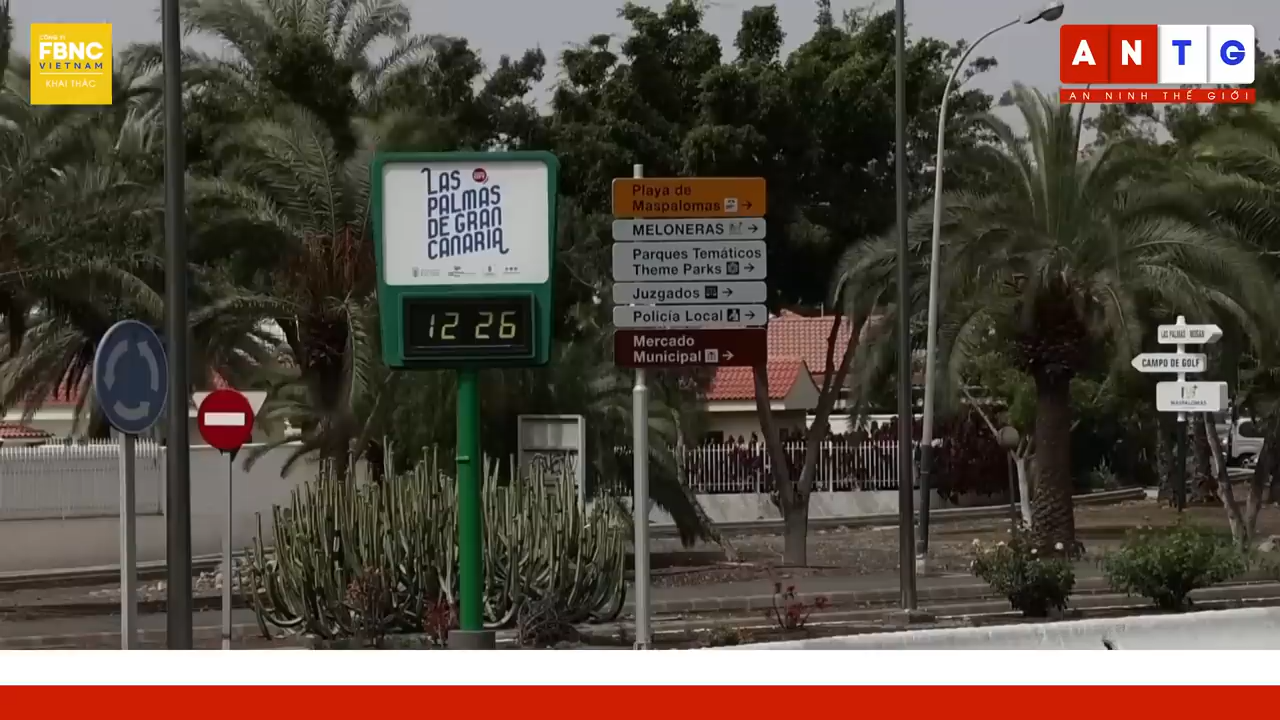 CÔNG TY
FBNC
VIETNAM
KHAI THÁC
ANTG
AN NINH THẾ GIỚI
LAS
PALMAS
DE GRAN
CANARIA
12 26
Playa de
Maspalomas
MELONERAS
Parques Temáticos
Theme Parks
Juzgados
Policía Local
Mercado
Municipal
LAS PALMAS MOGAN
CAMPO DE GOLF
MASPALOMAS